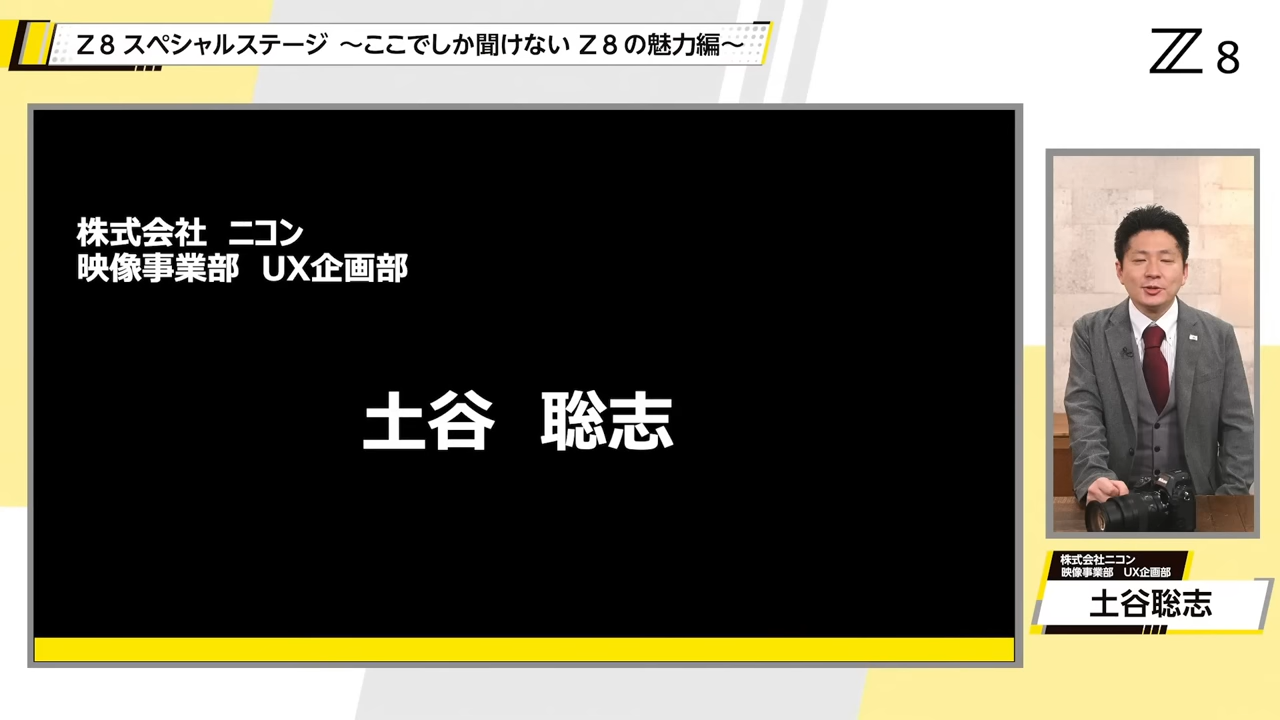 Z8 スペシャルステージ ～ここでしか聞けない Z8の魅力編～
Z 8
株式会社 ニコン
映像事業部 UX企画部
土谷 聡志
株式会社ニコン
映像事業部 UX企画部
土谷聡志